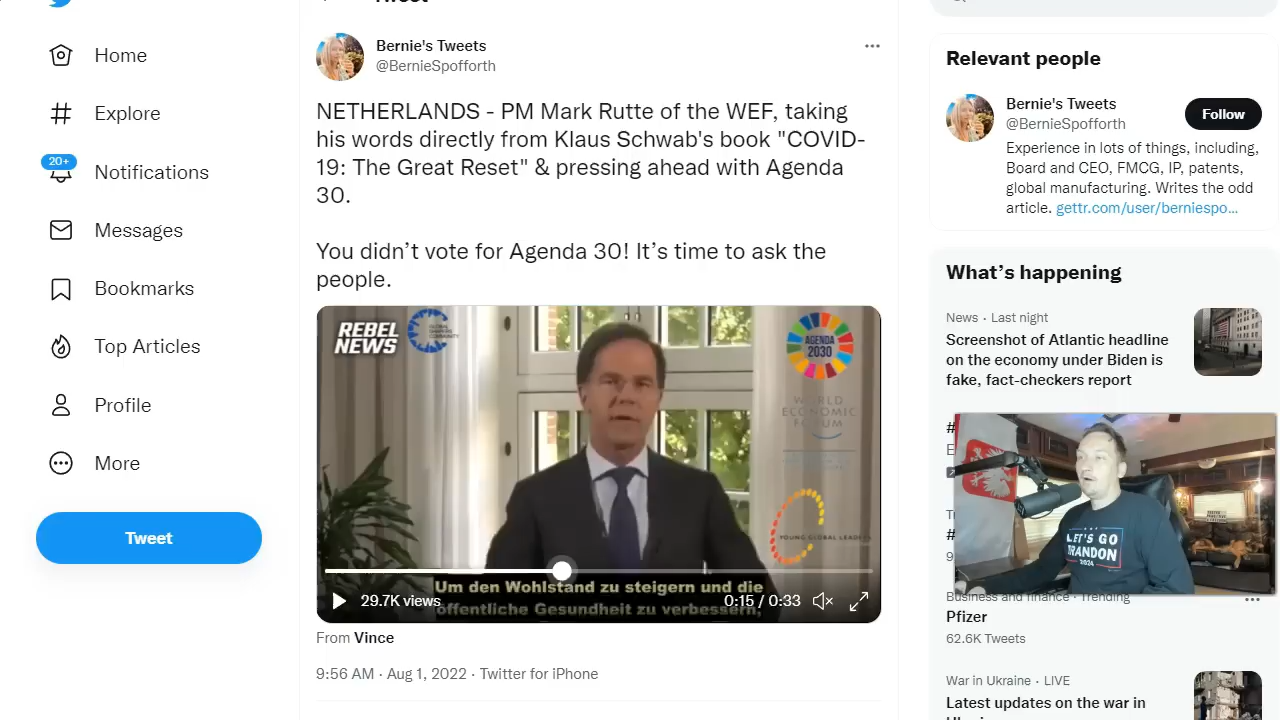 Home
Explore
20+
Notifications
Messages
Bookmarks
Top Articles
Profile
More
Tweet
Tweet
Bernie's Tweets
@BernieSpofforth
NETHERLANDS - PM Mark Rutte of the WEF, taking
his words directly from Klaus Schwab's book "COVID-
19: The Great Reset" & pressing ahead with Agenda
30.
You didn’t vote for Agenda 30! It’s time to ask the
people.
REBEL
NEWS
AGENDA
2030
WORLD
ECONOMIC
FORUM
YOUNG GLOBAL LEADERS
Um den Wohlstand zu steigern und die
öffentliche Gesundheit zu verbessern,
29.7K views
0:15 / 0:33
From Vince
9:56 AM · Aug 1, 2022 · Twitter for iPhone
Relevant people
Bernie's Tweets
@BernieSpofforth
Follow
Experience in lots of things, including,
Board and CEO, FMCG, IP, patents,
global manufacturing. Writes the odd
article. gettr.com/user/berniespo…
What’s happening
News · Last night
Screenshot of Atlantic headline
on the economy under Biden is
fake, fact-checkers report
#
LET'S GO
BRANDON
2024
#
Business and finance · Trending
Pfizer
62.6K Tweets
War in Ukraine · LIVE
Latest updates on the war in